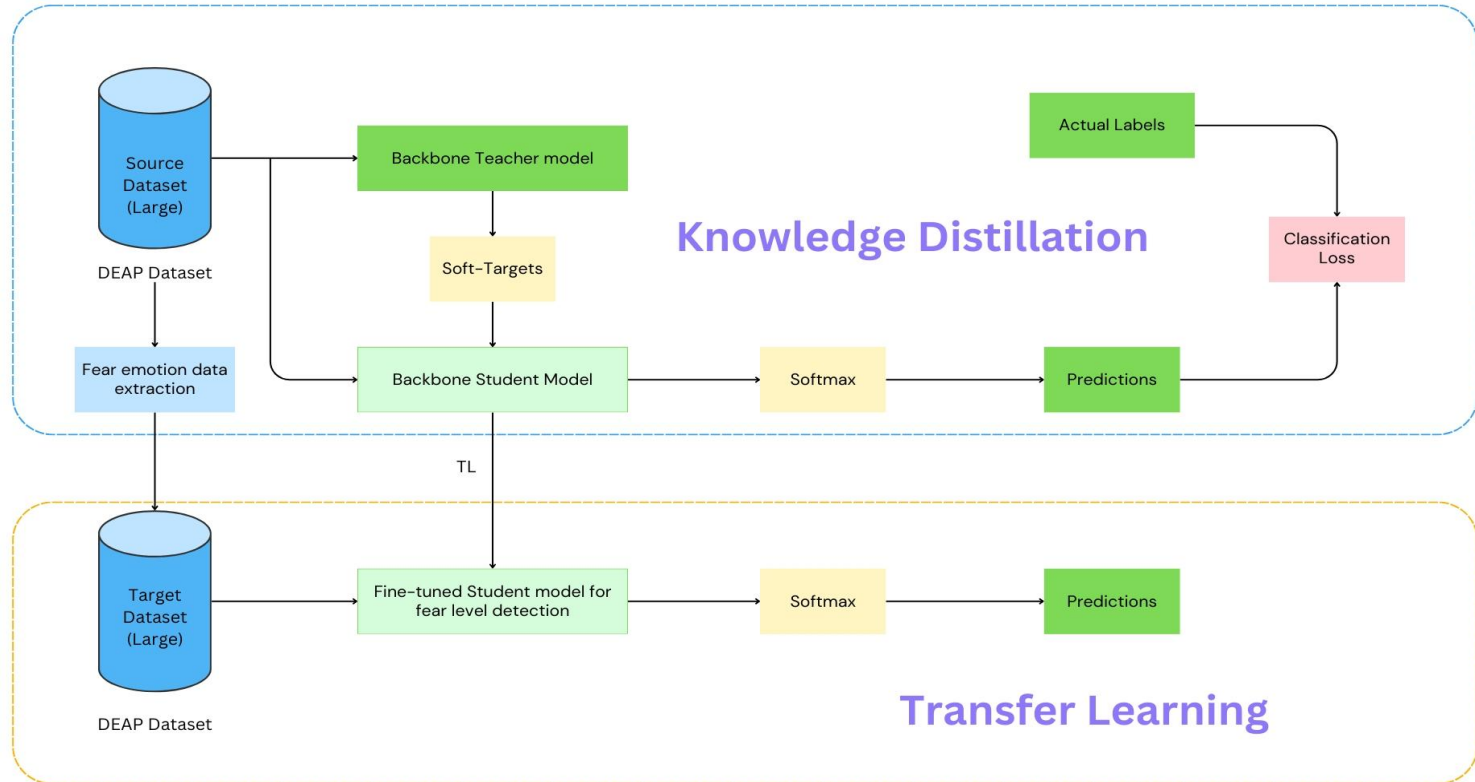 Source
Dataset
(Large)
DEAP Dataset
Backbone Teacher model
Soft-Targets
Actual Labels
Knowledge Distillation
Classification
Loss
Fear emotion data
extraction
Backbone Student Model
Softmax
Predictions
TL
Target
Dataset
(Large)
DEAP Dataset
Fine-tuned Student model for
fear level detection
Softmax
Predictions
Transfer Learning